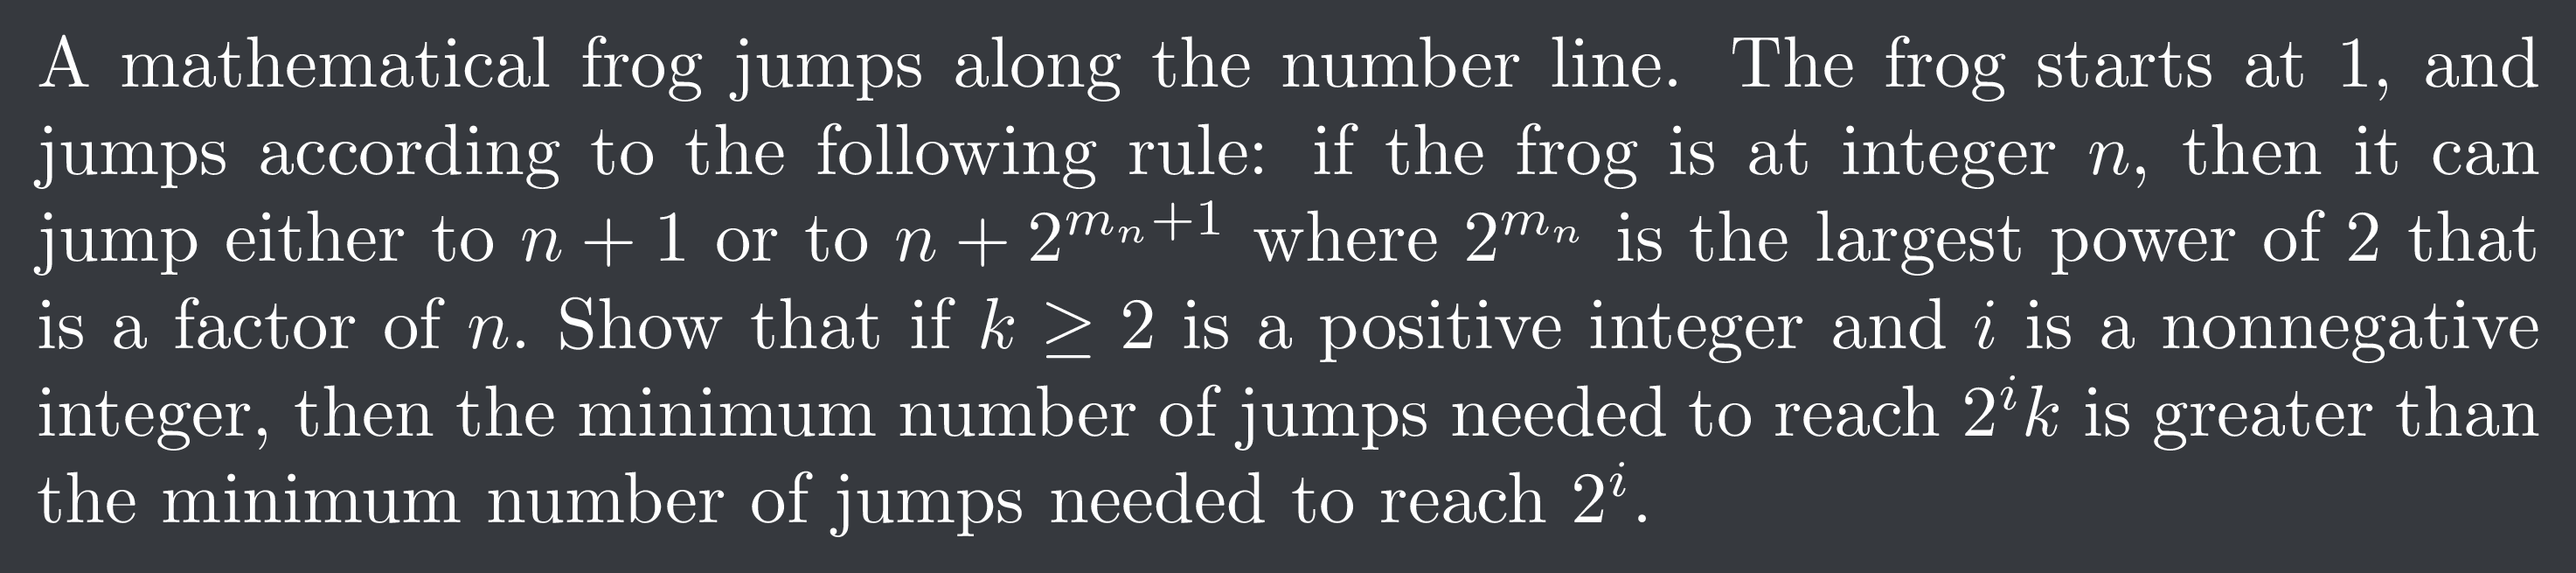 A mathematical frog jumps along the number line. The frog starts at 1, and
jumps according to the following rule: if the frog is at integer n, then it can
jump either to n + 1 or to n + 2^{m_n+1} where 2^{m_n} is the largest power of 2 that
is a factor of n. Show that if k ≥ 2 is a positive integer and i is a nonnegative
integer, then the minimum number of jumps needed to reach 2^i k is greater than
the minimum number of jumps needed to reach 2^i.